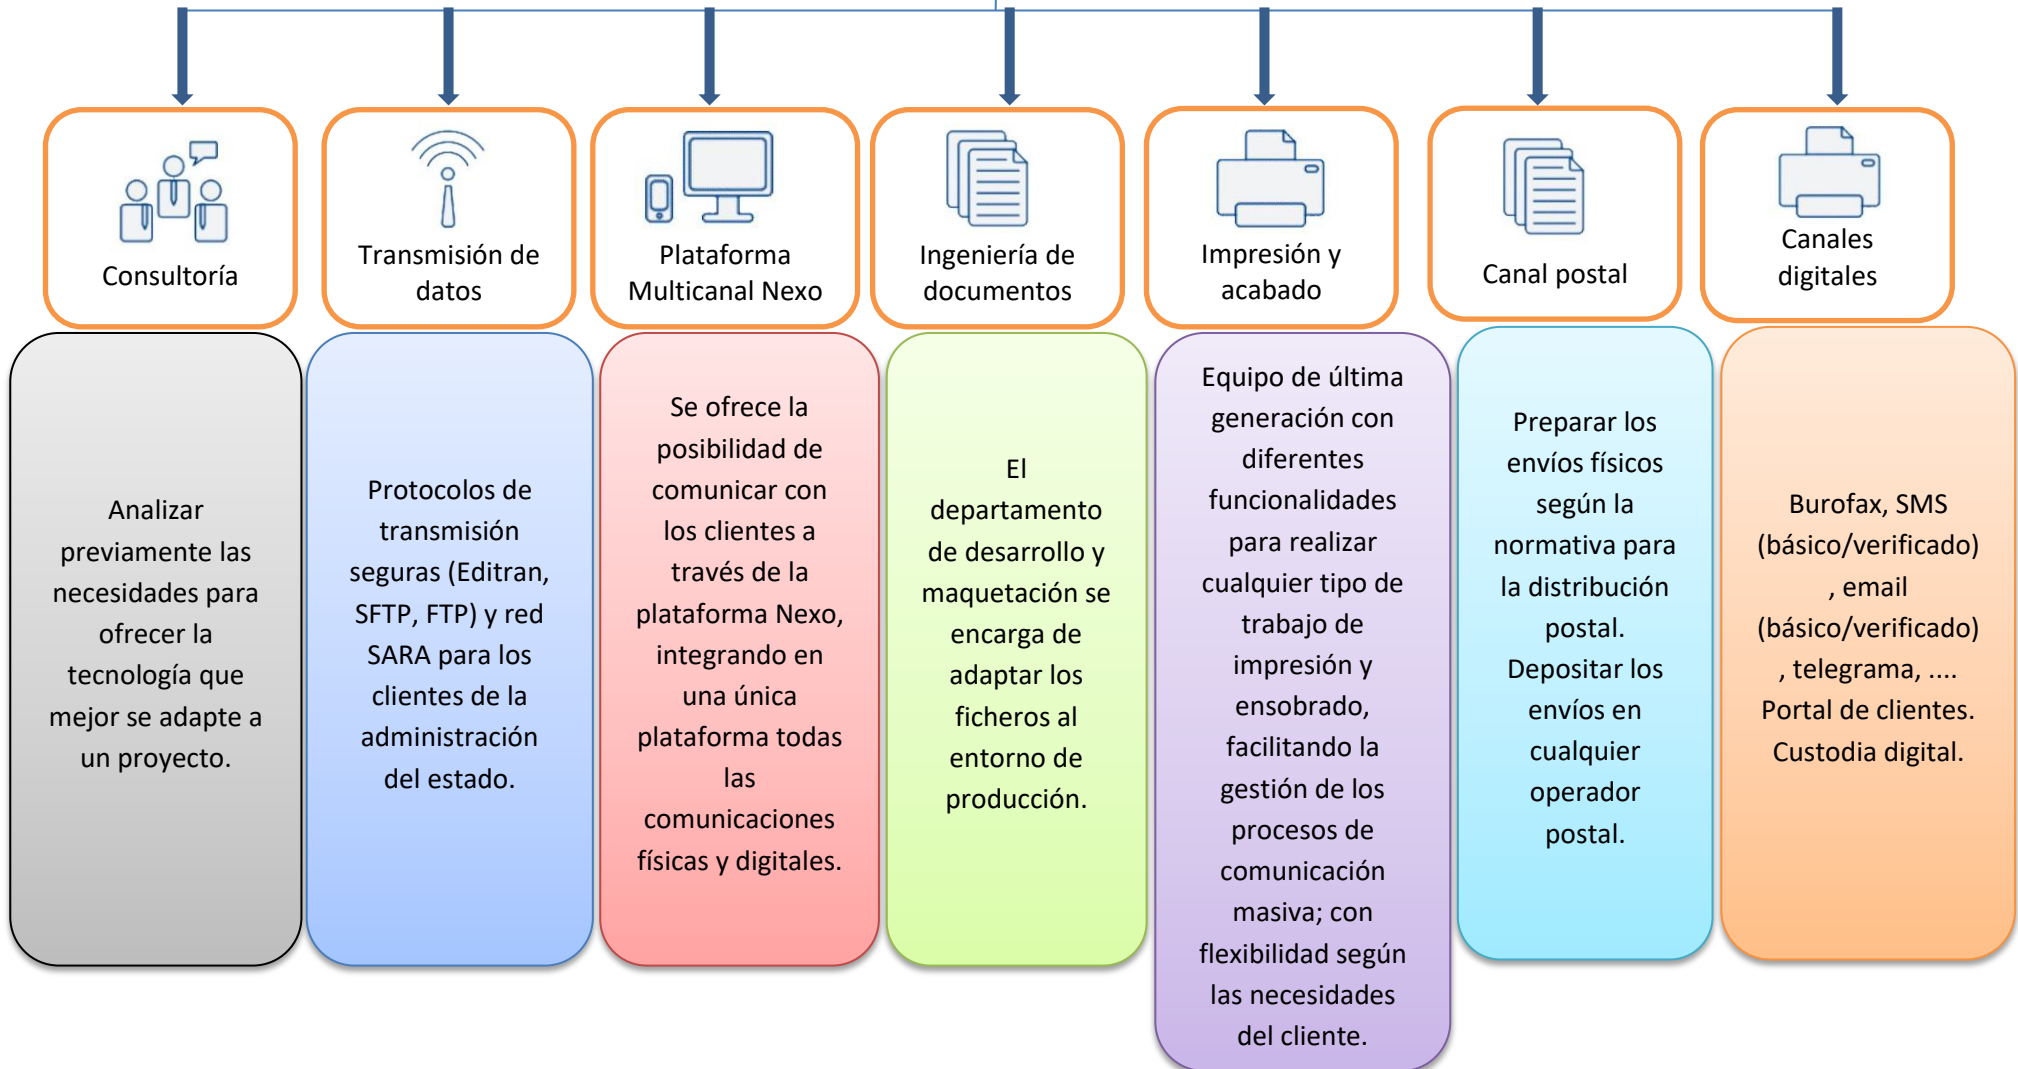 Consultoría
Transmisión de
datos
Plataforma
Multicanal Nexo
Ingeniería de
documentos
Impresión y
acabado
Canal postal
Canales
digitales
Analizar
previamente las
necesidades para
ofrecer la
tecnología que
mejor se adapte a
un proyecto.
Protocolos de
transmisión
seguras (Editran,
SFTP, FTP) y red
SARA para los
clientes de la
administración
del estado.
Se ofrece la
posibilidad de
comunicar con
los clientes a
través de la
plataforma Nexo,
integrando en
una única
plataforma todas
las
comunicaciones
físicas y digitales.
El
departamento
de desarrollo y
maquetación se
encarga de
adaptar los
ficheros al
entorno de
producción.
Equipo de última
generación con
diferentes
funcionalidades
para realizar
cualquier tipo de
trabajo de
impresión y
ensobrado,
facilitando la
gestión de los
procesos de
comunicación
masiva; con
flexibilidad según
las necesidades
del cliente.
Preparar los
envíos físicos
según la
normativa para
la distribución
postal.
Depositar los
envíos en
cualquier
operador
postal.
Burofax, SMS
(básico/verificado)
, email
(básico/verificado)
, telegrama, ....
Portal de clientes.
Custodia digital.